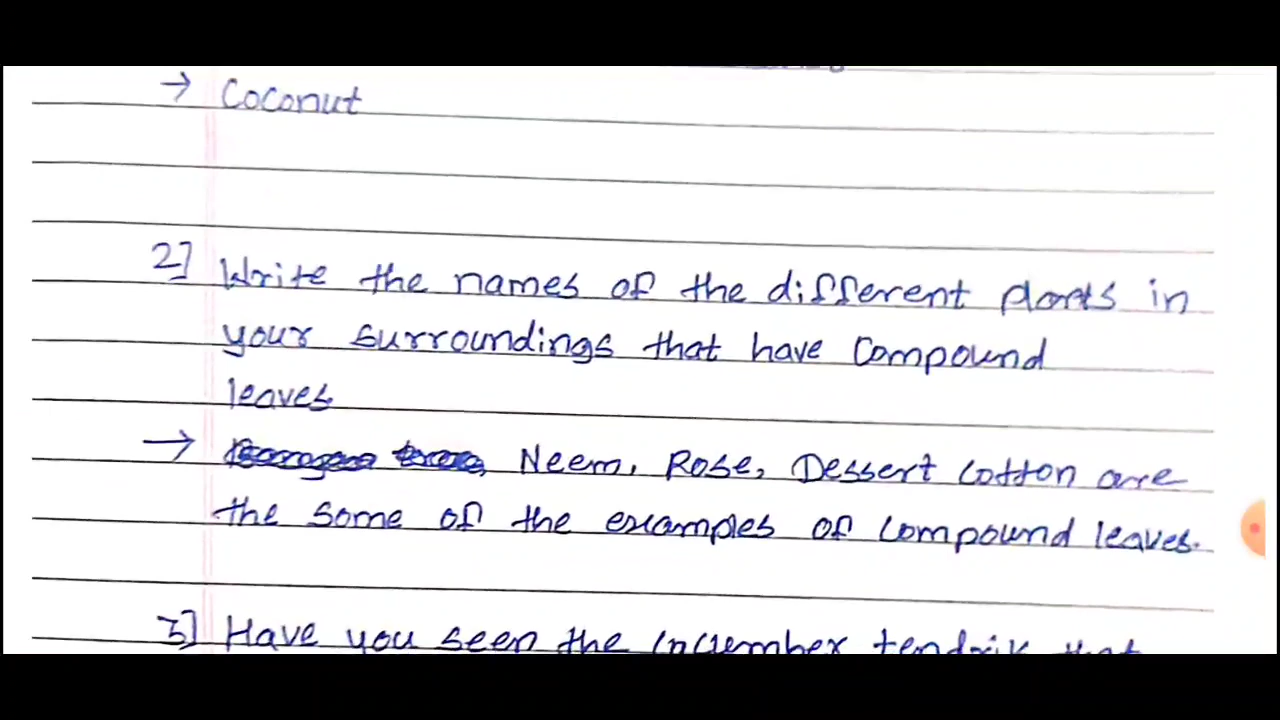 → Coconut
2] Write the names of the different plants in
your surroundings that have compound
leaves
→ Neem, Rose, Dessert cotton are
the some of the examples of compound leaves.
3] Have you seen the